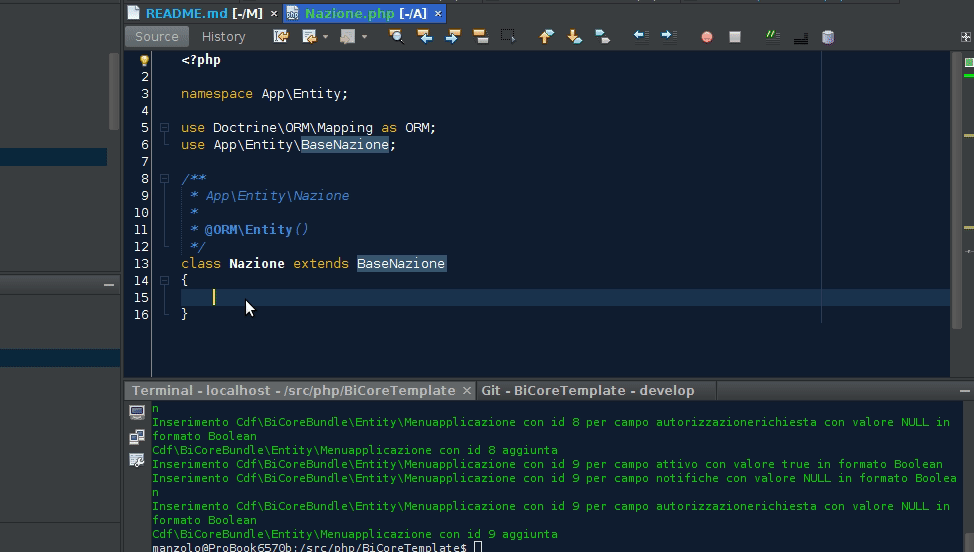 README.md [-/M] × Nazione.php [-/A] ×
Source History
<?php
2
3 namespace App\Entity;
4
5 use Doctrine\ORM\Mapping as ORM;
6 use App\Entity\BaseNazione;
7
8 /**
9 * App\Entity\Nazione
10 *
11 * @ORM\Entity()
12 */
13 class Nazione extends BaseNazione
14 {
15
16 }
Terminal - localhost - /src/php/BiCoreTemplate × Git - BiCoreTemplate - develop
n
Inserimento Cdf\BiCoreBundle\Entity\Menuapplicazione con id 8 per campo autorizzazionerichiesta con valore NULL in
formato Boolean
Cdf\BiCoreBundle\Entity\Menuapplicazione con id 8 aggiunta
Inserimento Cdf\BiCoreBundle\Entity\Menuapplicazione con id 9 per campo attivo con valore true in formato Boolean
Inserimento Cdf\BiCoreBundle\Entity\Menuapplicazione con id 9 per campo notifiche con valore NULL in formato Boolea
n
Inserimento Cdf\BiCoreBundle\Entity\Menuapplicazione con id 9 per campo autorizzazionerichiesta con valore NULL in
formato Boolean
Cdf\BiCoreBundle\Entity\Menuapplicazione con id 9 aggiunta
manzolo@ProBook6570b:/src/php/BiCoreTemplate$